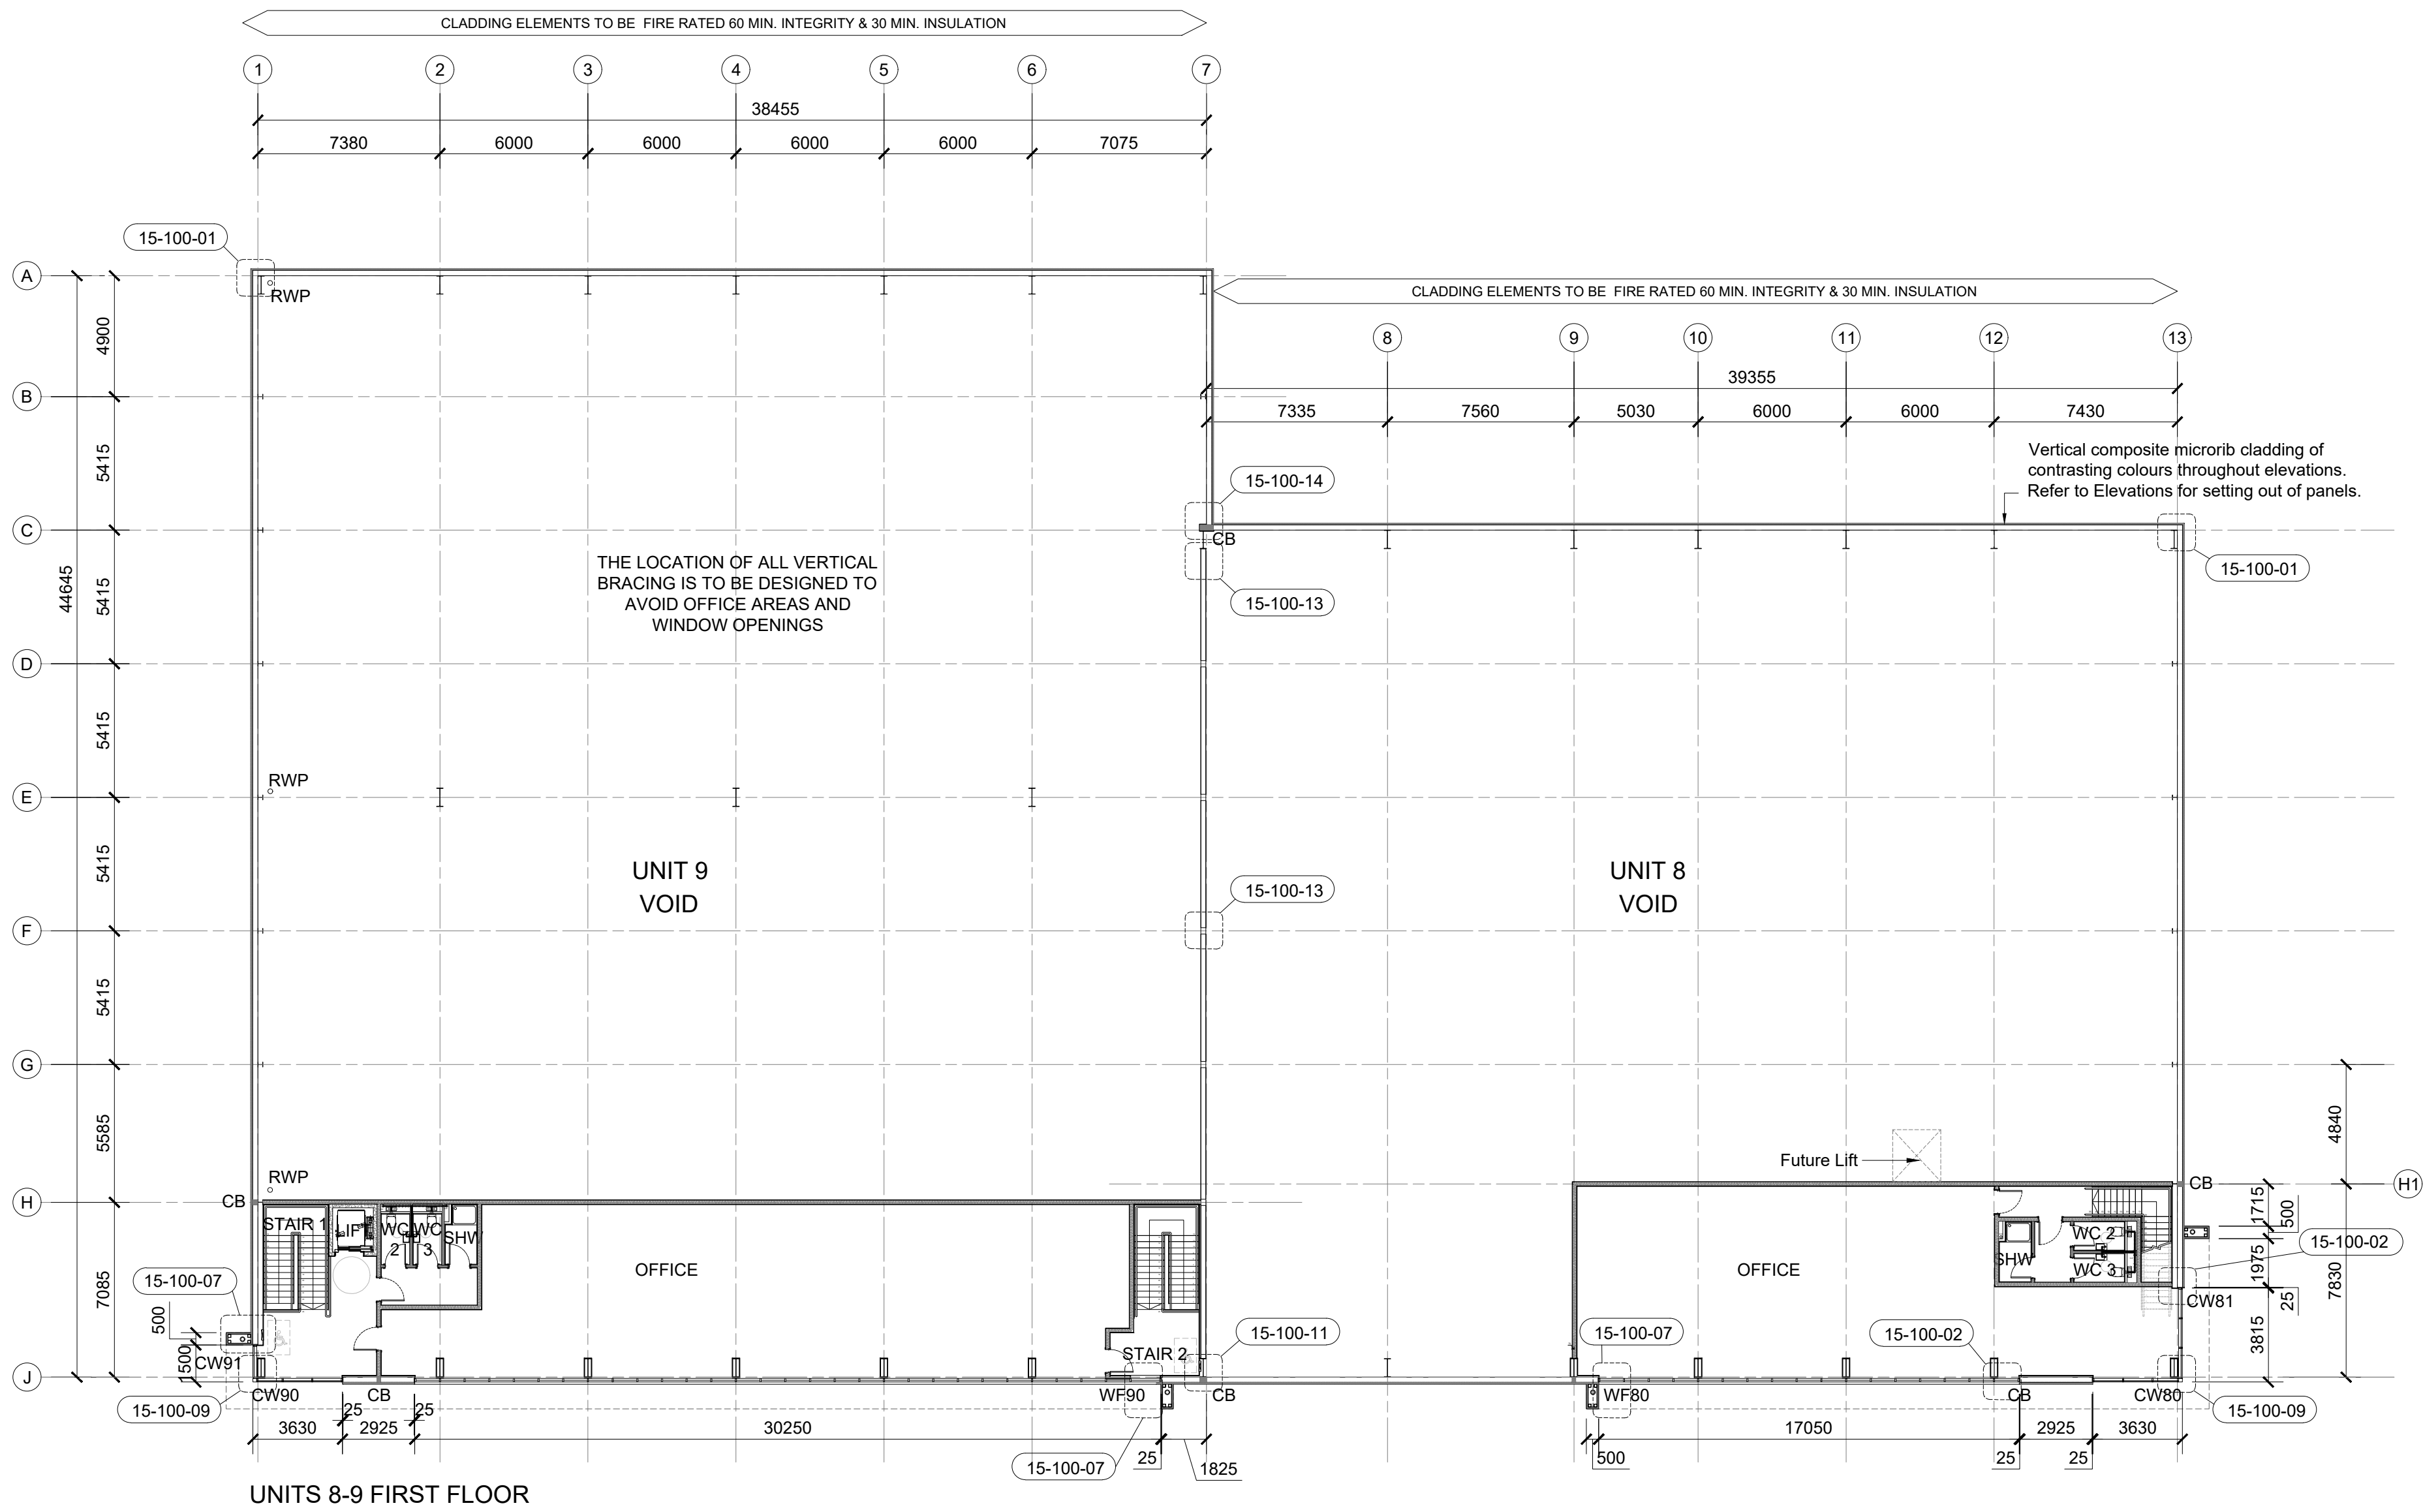 CLADDING ELEMENTS TO BE FIRE RATED 60 MIN. INTEGRITY & 30 MIN. INSULATION
1 2 3 4 5 6 7
38455
7380 6000 6000 6000 6000 7075
15-100-01
A
RWP
CLADDING ELEMENTS TO BE FIRE RATED 60 MIN. INTEGRITY & 30 MIN. INSULATION
4900
8 9 10 11 12 13
39355
B
7335 7560 5030 6000 6000 7430
Vertical composite microrib cladding of
contrasting colours throughout elevations.
Refer to Elevations for setting out of panels.
5415
15-100-14
C
CB
THE LOCATION OF ALL VERTICAL
BRACING IS TO BE DESIGNED TO
AVOID OFFICE AREAS AND
WINDOW OPENINGS
15-100-01
44645
5415
15-100-13
D
5415
RWP
E
UNIT 9
VOID
UNIT 8
VOID
5415
15-100-13
F
5415
G
5585
4840
Future Lift
RWP
H
CB
CB
H1
STAIR 1
LIFT
WC
2
WC
3
SHW
1715
500
15-100-02
WC 2
SHW
WC 3
1975
OFFICE
OFFICE
15-100-07
7085
7830
25
CW81
500
15-100-11
15-100-07
15-100-02
3815
1500
CW91
STAIR 2
J
CW90
CB
WF90
CB
WF80
CB
CW80
15-100-09
15-100-09
25 25
3630 2925 30250
17050 2925 3630
15-100-07
25
1825
500
25
25
UNITS 8-9 FIRST FLOOR